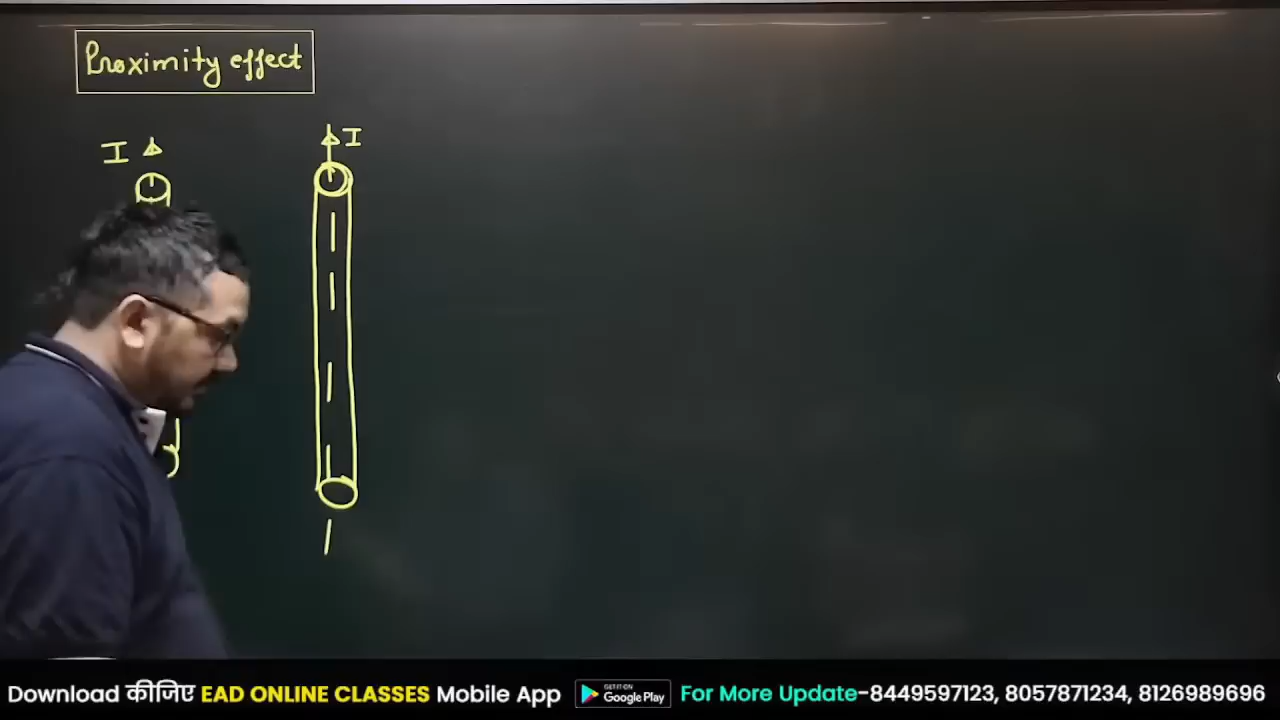 Proximity effect
I
I
Download कीजिए EAD ONLINE CLASSES Mobile App GET IT ON Google Play For More Update-8449597123, 8057871234, 8126989696